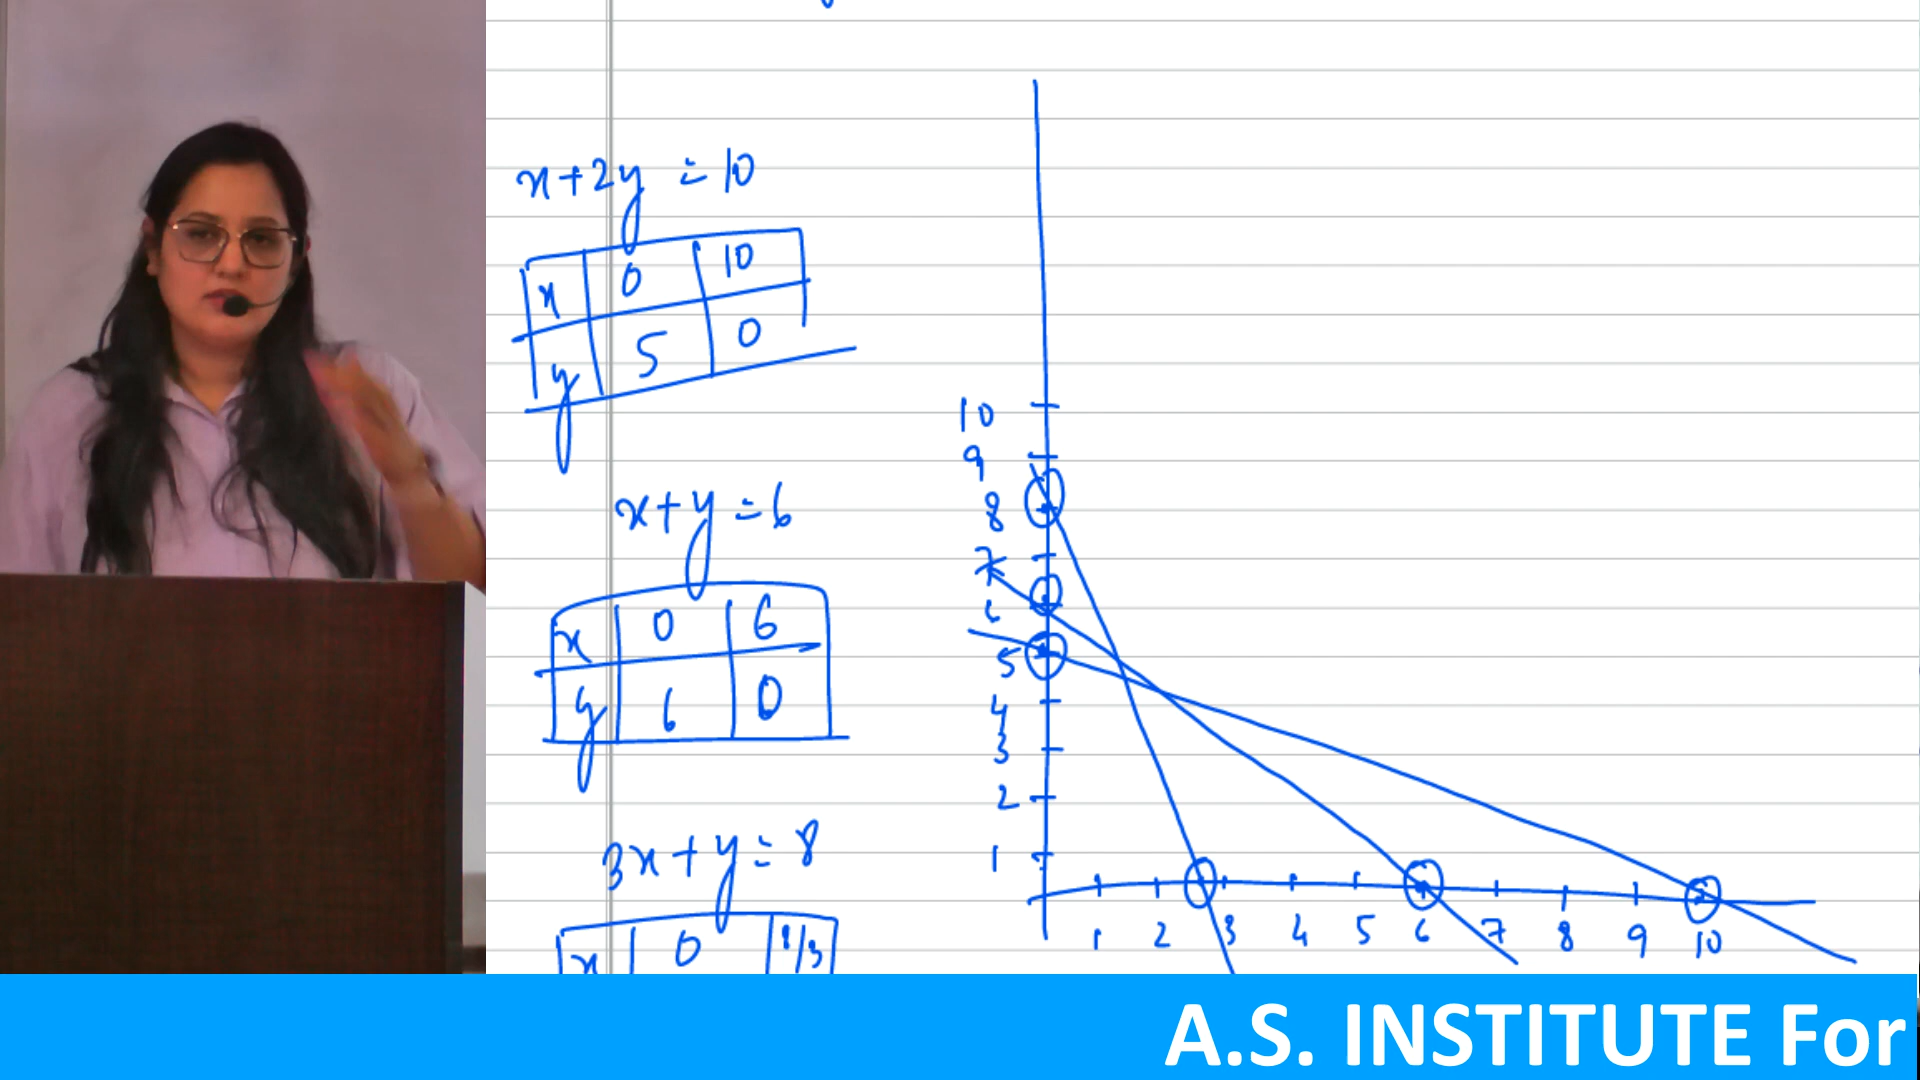 x+2y = 10
x 0 10
y 5 0
x+y = 6
x 0 6
y 6 0
3x+y = 8
x 0 8/3
10
9
8
7
6
5
4
3
2
1
1 2 3 4 5 6 7 8 9 10
A.S. INSTITUTE For